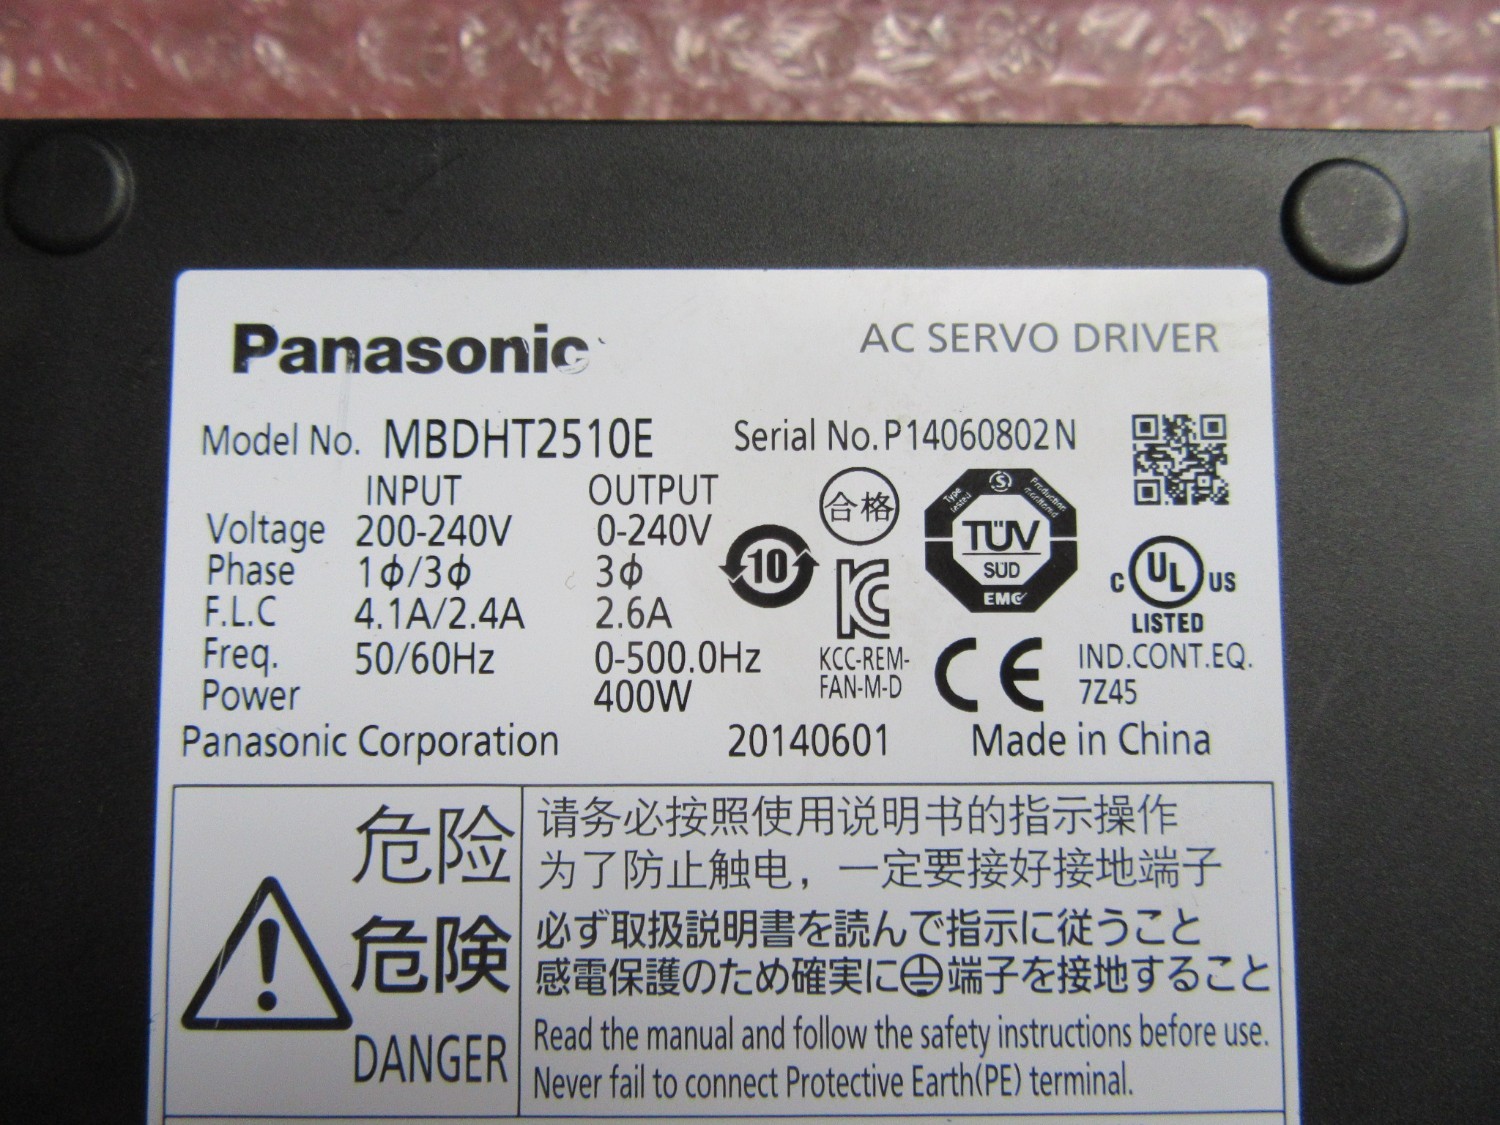 Panasonic AC SERVO DRIVER
Model No. MBDHT2510E Serial No. P14060802N
INPUT OUTPUT
Voltage 200-240V 0-240V
Phase 1ϕ/3ϕ 3ϕ
F.L.C 4.1A/2.4A 2.6A
Freq. 50/60Hz 0-500.0Hz
Power 400W
合格
10
KCC-REM-
FAN-M-D
Type tested
Production monitored
TÜV
SÜD
EMC
CE
C UL US
LISTED
IND.CONT.EQ.
7Z45
Panasonic Corporation 20140601 Made in China
危险
危険
DANGER
请务必按照使用说明书的指示操作
为了防止触电，一定要接好接地端子
必ず取扱説明書を読んで指示に従うこと
感電保護のため確実に⏚端子を接地すること
Read the manual and follow the safety instructions before use.
Never fail to connect Protective Earth(PE) terminal.